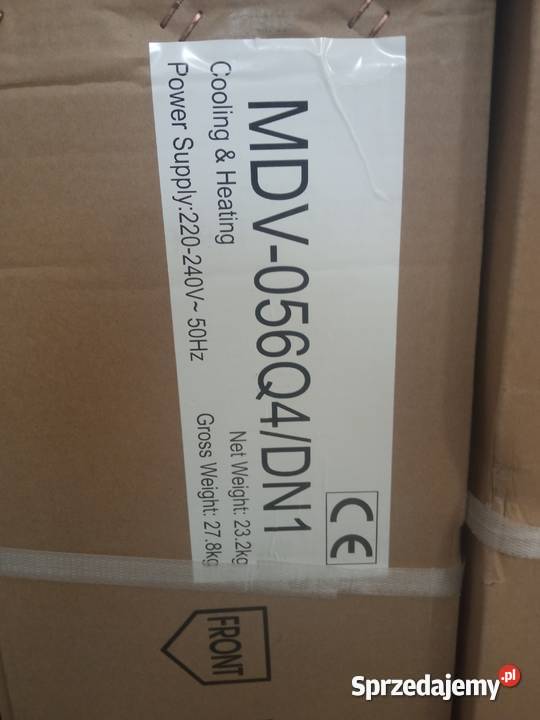 MDV-056Q4/DN1
Cooling & Heating
Net Weight: 23.2kg
Power Supply:220-240V~ 50Hz
Gross Weight: 27.8kg
CE
FRONT
Sprzedajemy.pl